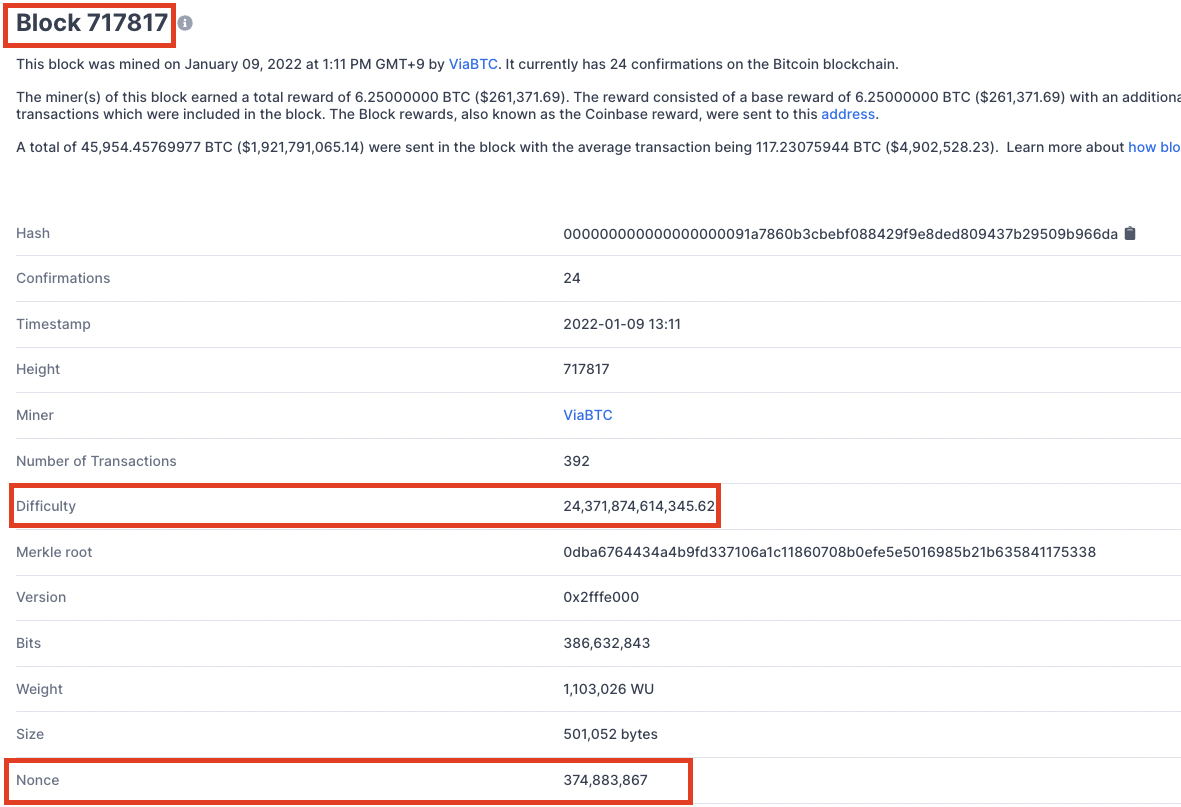 Block 717817
This block was mined on January 09, 2022 at 1:11 PM GMT+9 by ViaBTC. It currently has 24 confirmations on the Bitcoin blockchain.
The miner(s) of this block earned a total reward of 6.25000000 BTC ($261,371.69). The reward consisted of a base reward of 6.25000000 BTC ($261,371.69) with an additiona
transactions which were included in the block. The Block rewards, also known as the Coinbase reward, were sent to this address.
A total of 45,954.45769977 BTC ($1,921,791,065.14) were sent in the block with the average transaction being 117.23075944 BTC ($4,902,528.23). Learn more about how blo
Hash 000000000000000000091a7860b3cbebf088429f9e8ded809437b29509b966da
Confirmations 24
Timestamp 2022-01-09 13:11
Height 717817
Miner ViaBTC
Number of Transactions 392
Difficulty 24,371,874,614,345.62
Merkle root 0dba6764434a4b9fd337106a1c11860708b0efe5e5016985b21b635841175338
Version 0x2fffe000
Bits 386,632,843
Weight 1,103,026 WU
Size 501,052 bytes
Nonce 374,883,867